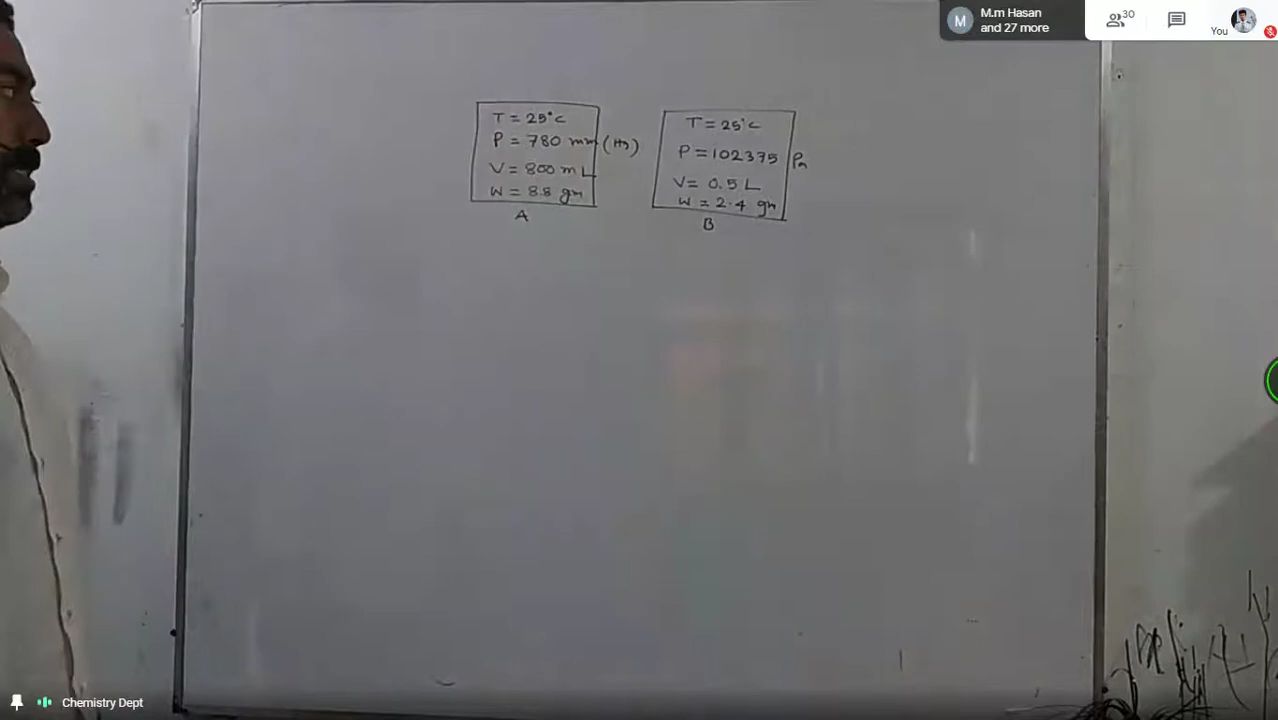 M.m Hasan
and 27 more
30
You
M
T = 25°C
P = 780 mm (Hg)
V = 800 mL
W = 8.8 gm
A
T = 25°C
P = 102375 Pa
V = 0.5 L
W = 2.4 gm
B
Chemistry Dept